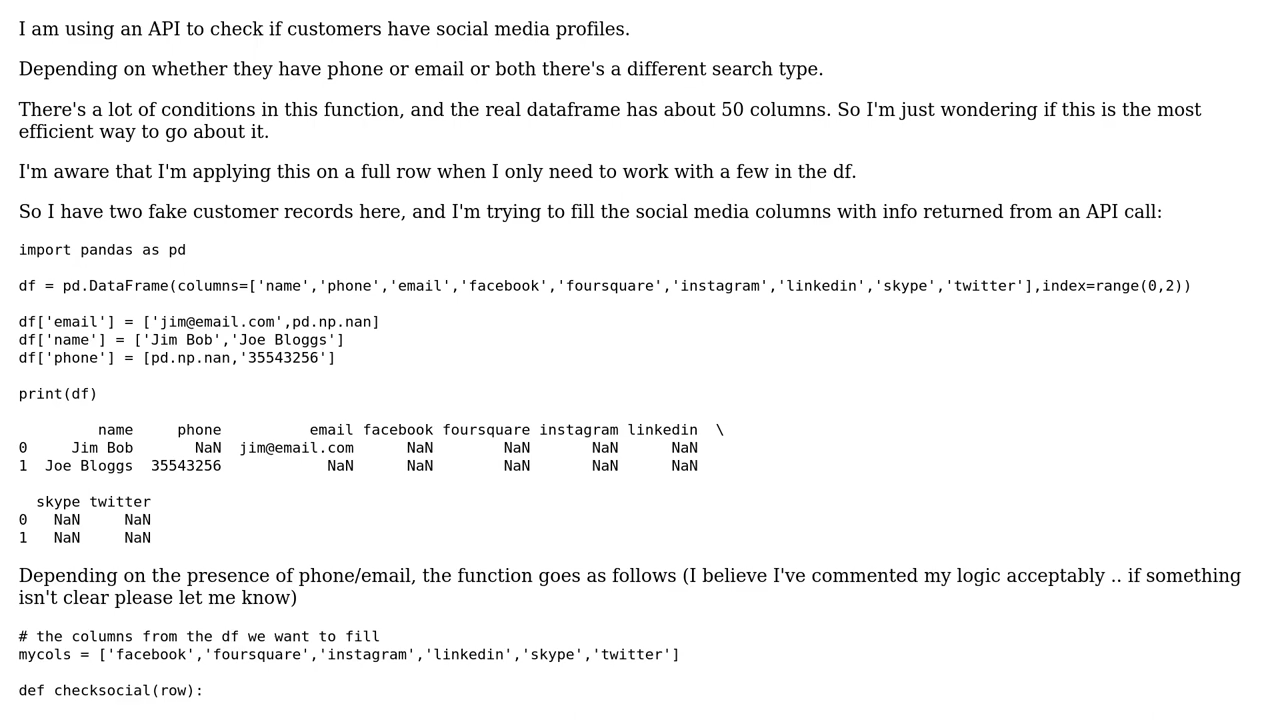 I am using an API to check if customers have social media profiles.
Depending on whether they have phone or email or both there's a different search type.
There's a lot of conditions in this function, and the real dataframe has about 50 columns. So I'm just wondering if this is the most
efficient way to go about it.
I'm aware that I'm applying this on a full row when I only need to work with a few in the df.
So I have two fake customer records here, and I'm trying to fill the social media columns with info returned from an API call:
import pandas as pd
df = pd.DataFrame(columns=['name','phone','email','facebook','foursquare','instagram','linkedin','skype','twitter'],index=range(0,2))
df['email'] = ['jim@email.com',pd.np.nan]
df['name'] = ['Jim Bob','Joe Bloggs']
df['phone'] = [pd.np.nan,'35543256']
print(df)
         name     phone          email facebook foursquare instagram linkedin  \
0     Jim Bob       NaN  jim@email.com      NaN        NaN       NaN      NaN
1  Joe Bloggs  35543256            NaN      NaN        NaN       NaN      NaN
  skype twitter
0   NaN     NaN
1   NaN     NaN
Depending on the presence of phone/email, the function goes as follows (I believe I've commented my logic acceptably .. if something
isn't clear please let me know)
# the columns from the df we want to fill
mycols = ['facebook','foursquare','instagram','linkedin','skype','twitter']
def checksocial(row):